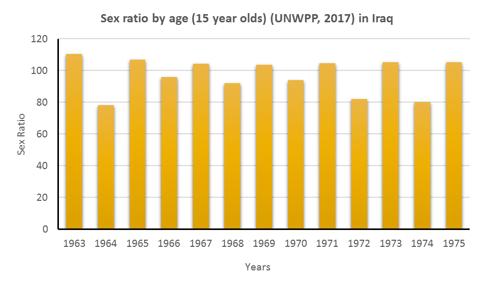 Sex ratio by age (15 year olds) (UNWPP, 2017) in Iraq
120
100
80
60
40
20
0
Sex Ratio
1963 1964 1965 1966 1967 1968 1969 1970 1971 1972 1973 1974 1975
Years